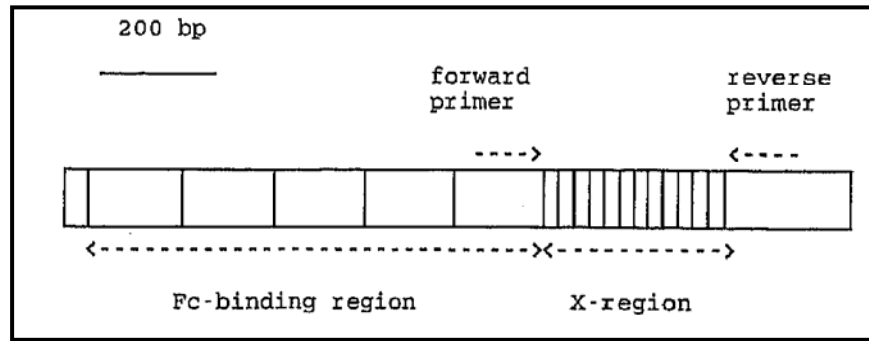 200 bp
forward
primer
reverse
primer
Fc-binding region
X-region